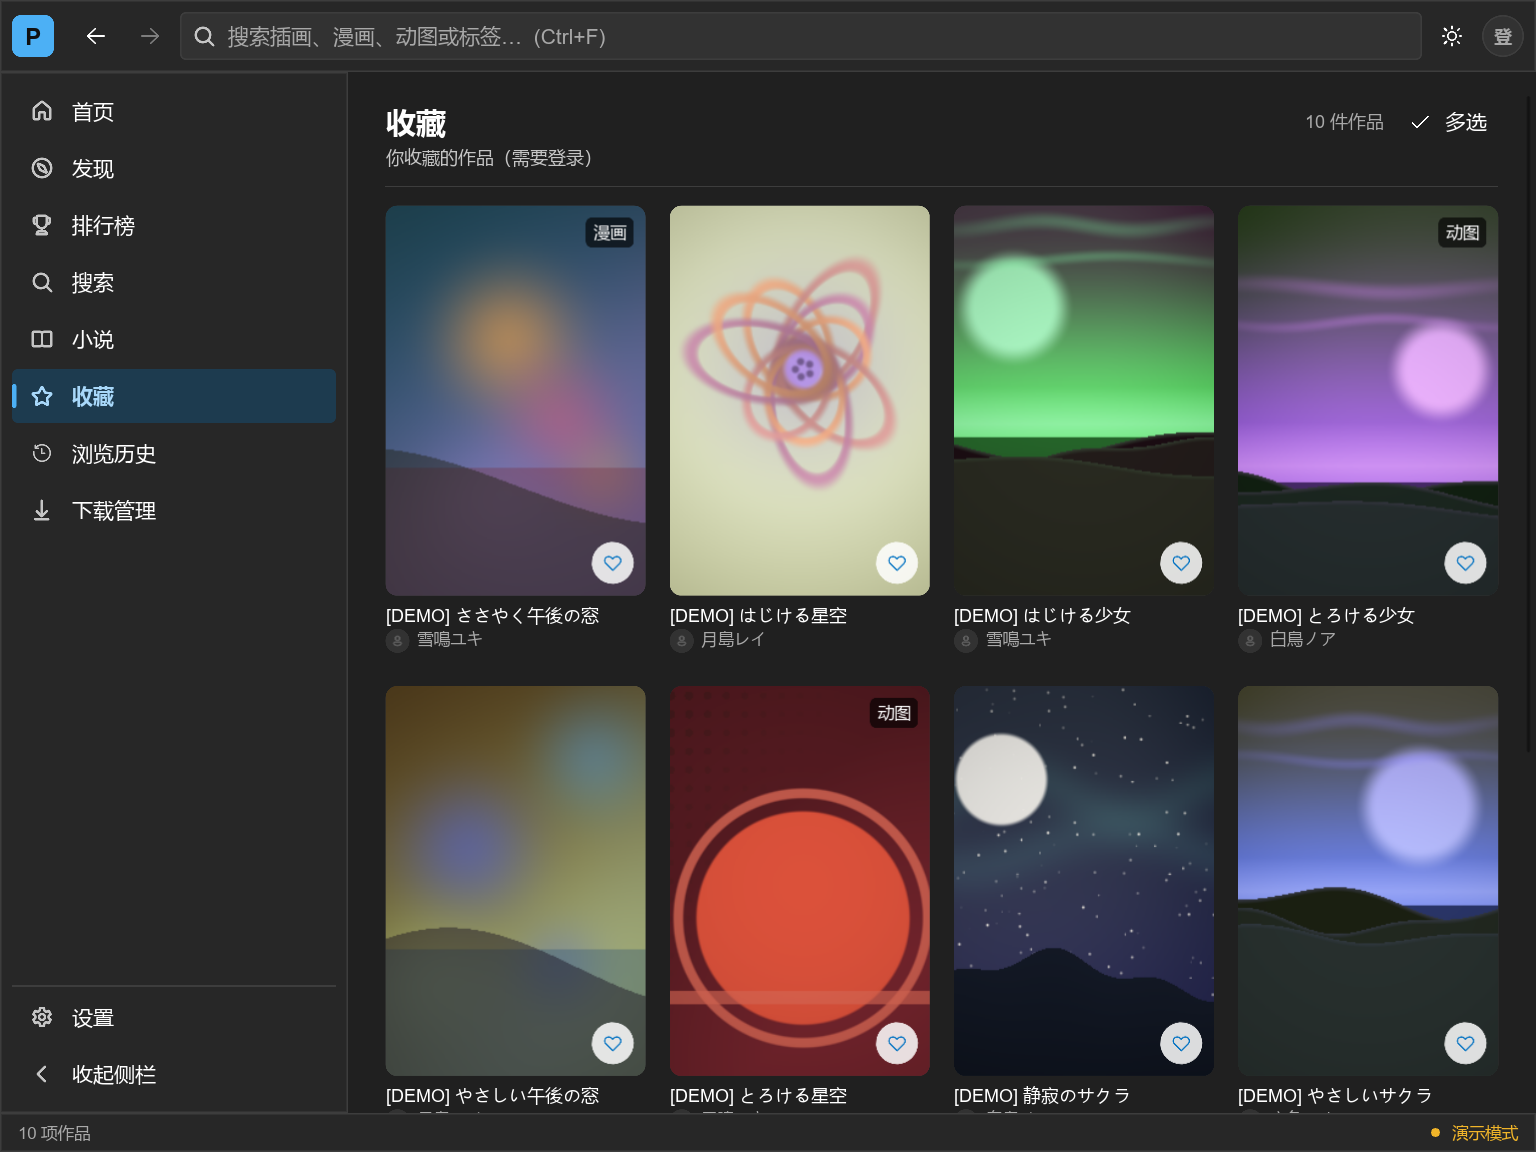 P
搜索插画、漫画、动图或标签… (Ctrl+F)
登
首页
发现
排行榜
搜索
小说
收藏
浏览历史
下载管理
设置
收起侧栏
收藏
你收藏的作品（需要登录）
10 件作品
多选
漫画
动图
[DEMO] ささやく午後の窓
雪鳴ユキ
[DEMO] はじける星空
月島レイ
[DEMO] はじける少女
雪鳴ユキ
[DEMO] とろける少女
白鳥ノア
动图
[DEMO] やさしい午後の窓
[DEMO] とろける星空
[DEMO] 静寂のサクラ
[DEMO] やさしいサクラ
10 项作品
演示模式